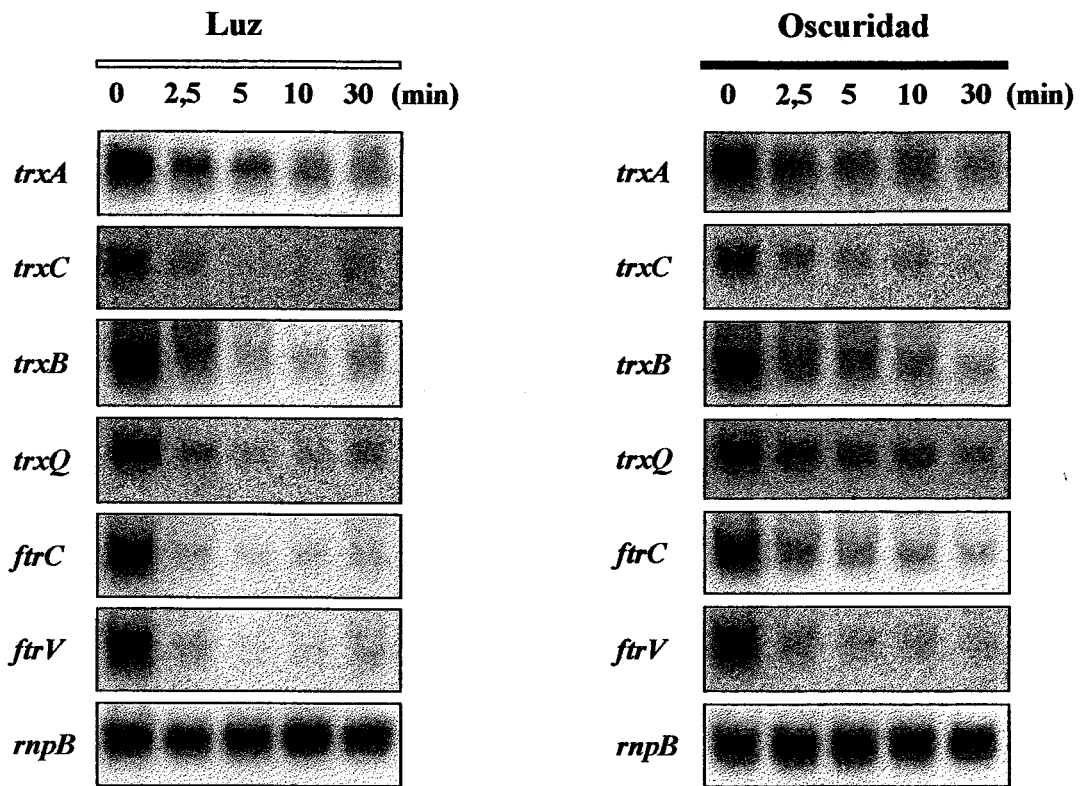 Luz
0 2,5 5 10 30 (min)
trxA
trxC
trxB
trxQ
ftrC
ftrV
rnpB
Oscuridad
0 2,5 5 10 30 (min)
trxA
trxC
trxB
trxQ
ftrC
ftrV
rnpB